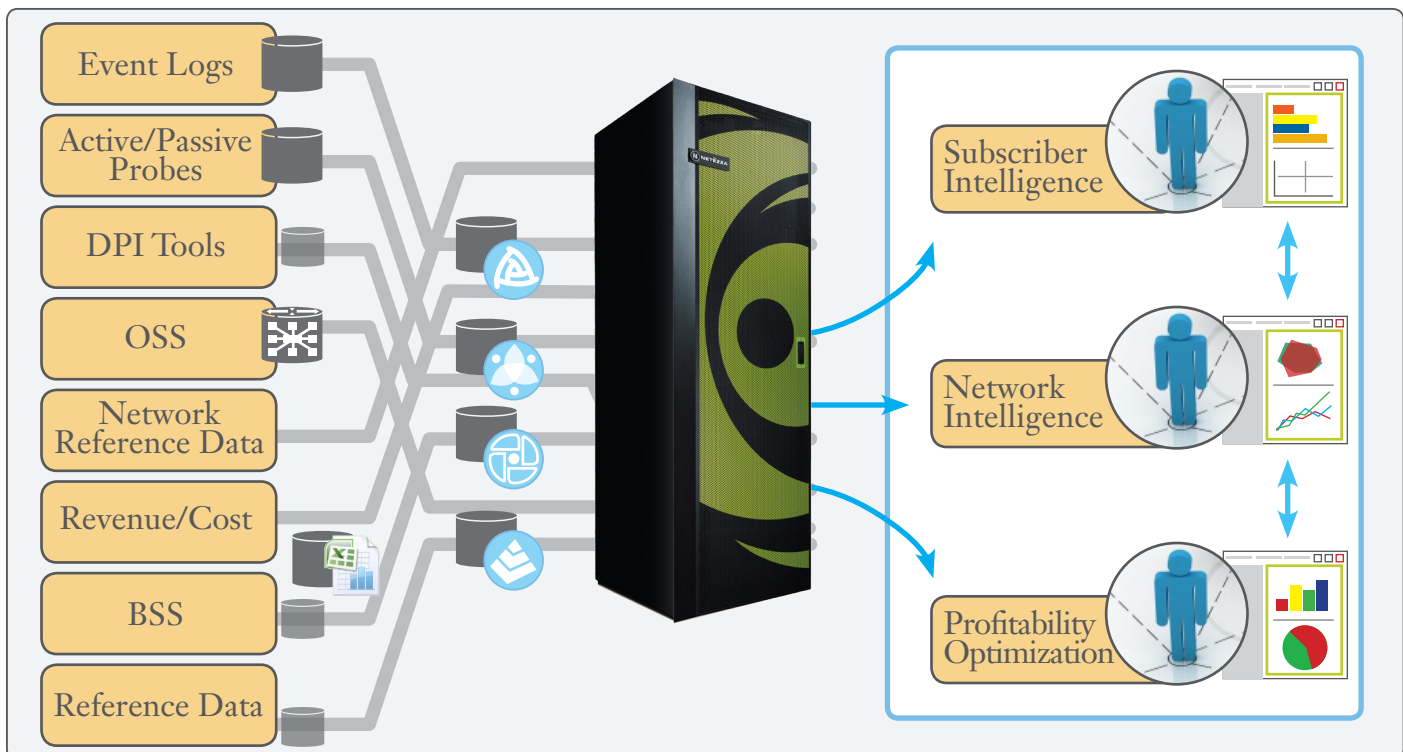 Event Logs
Active/Passive
Probes
DPI Tools
OSS
Network
Reference Data
Revenue/Cost
BSS
Reference Data
X
N NETEZZA
Subscriber
Intelligence
Network
Intelligence
Profitability
Optimization